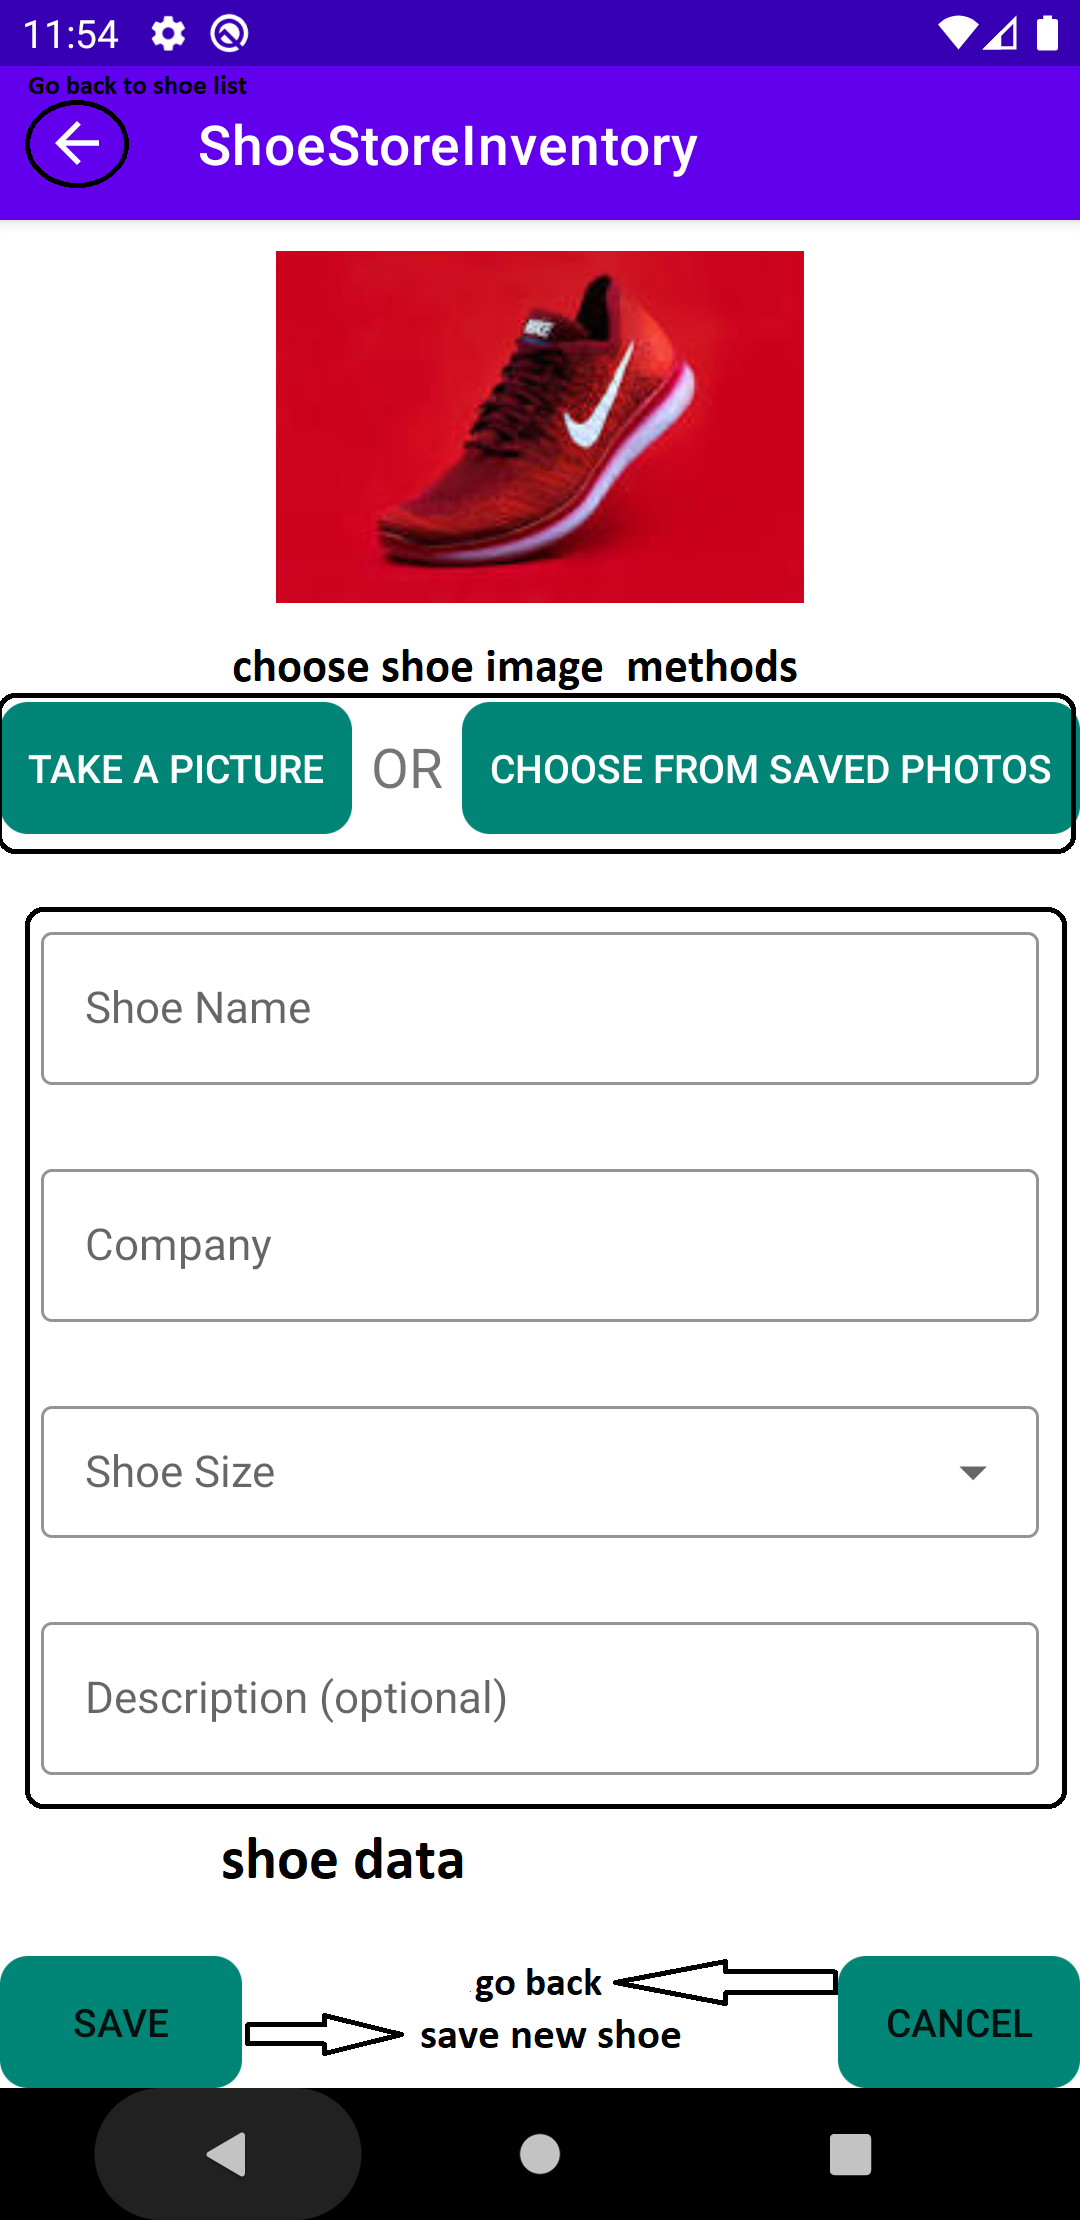 11:54
Go back to shoe list
ShoeStoreInventory
NIKE
choose shoe image methods
TAKE A PICTURE OR CHOOSE FROM SAVED PHOTOS
Shoe Name
Company
Shoe Size
Description (optional)
shoe data
go back
SAVE save new shoe CANCEL